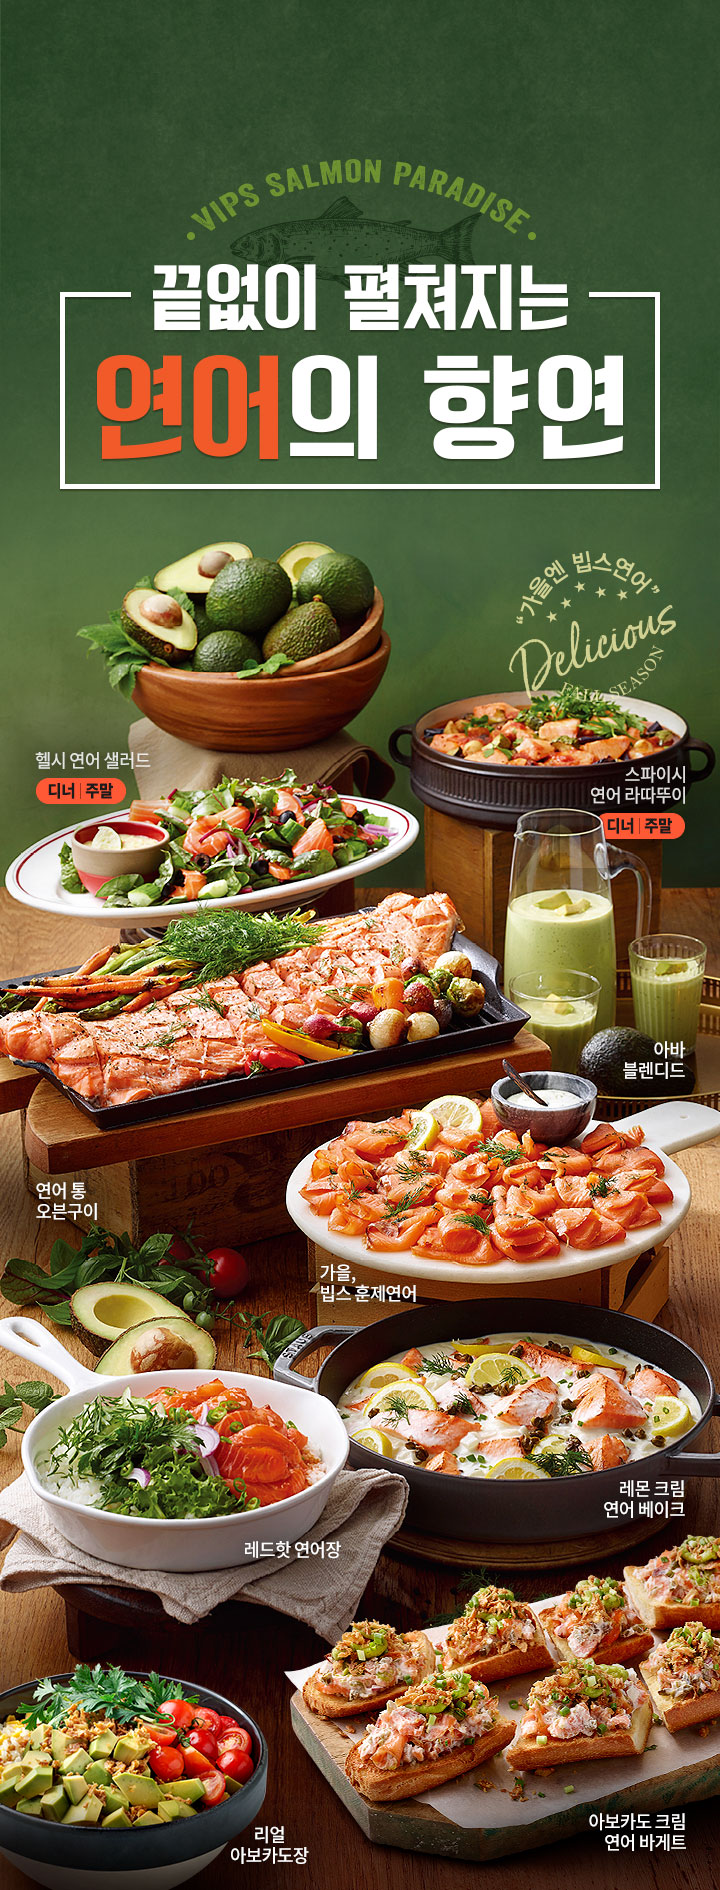 VIPS SALMON PARADISE
끝없이 펼쳐지는
연어의 향연
"가을엔 빕스연어"
Delicious
FALL SEASON
헬시 연어 샐러드
디너 | 주말
스파이시
연어 라따뚜이
디너 | 주말
아바
블렌디드
연어 통
오븐구이
가을,
빕스 훈제연어
레몬 크림
연어 베이크
STAUB
레드핫 연어장
아보카도 크림
연어 바게트
리얼
아보카도장